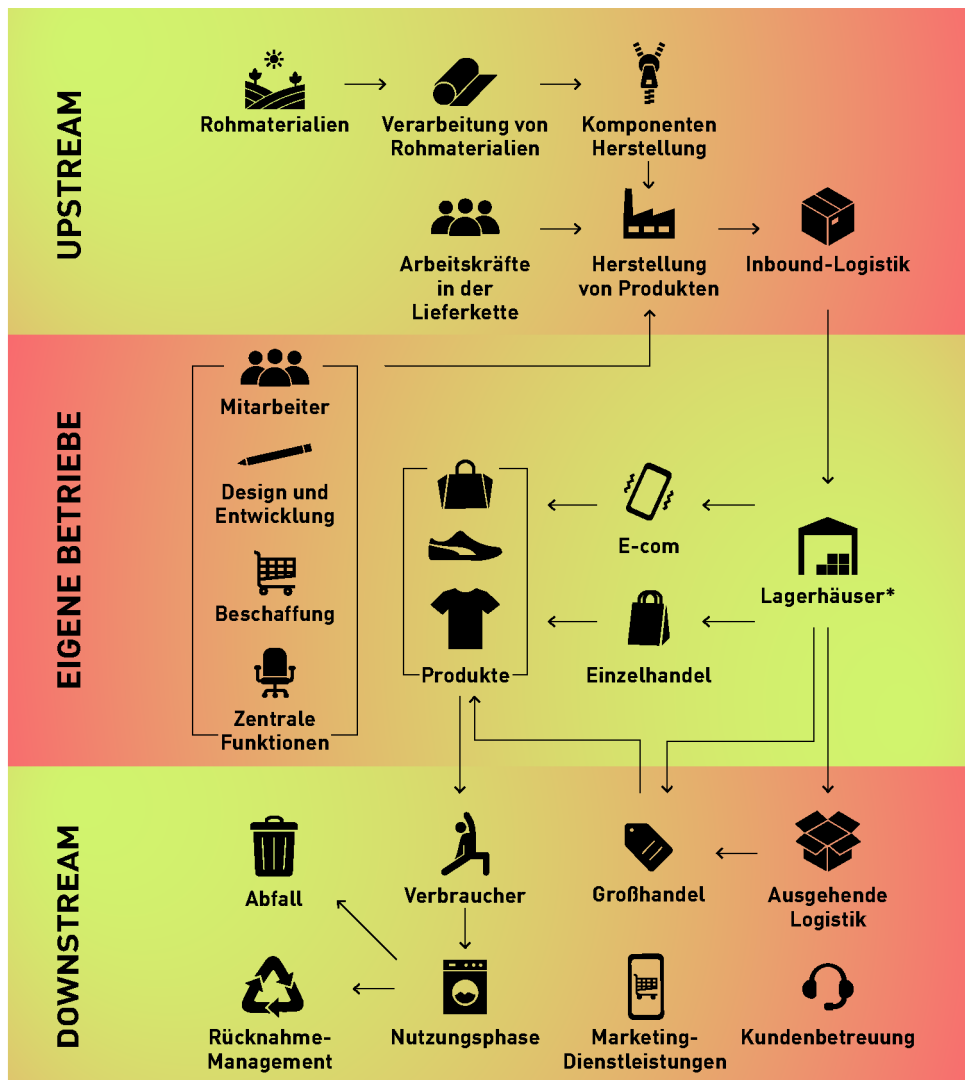 UPSTREAM
Rohmaterialien
Verarbeitung von
Rohmaterialien
Komponenten
Herstellung
Arbeitskräfte
in der
Lieferkette
Herstellung
von Produkten
Inbound-Logistik
EIGENE BETRIEBE
Mitarbeiter
Design und
Entwicklung
Beschaffung
Zentrale
Funktionen
Produkte
E-com
Einzelhandel
Lagerhäuser*
DOWNSTREAM
Abfall
Verbraucher
Großhandel
Ausgehende
Logistik
Rücknahme-
Management
Nutzungsphase
Marketing-
Dienstleistungen
Kundenbetreuung